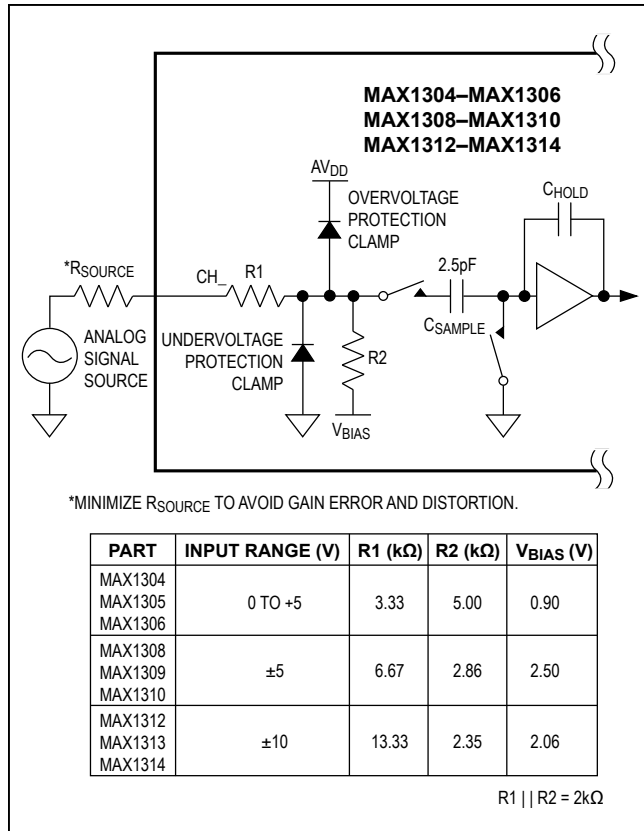 MAX1304–MAX1306
MAX1308–MAX1310
MAX1312–MAX1314
AVDD
OVERVOLTAGE
PROTECTION
CLAMP
CHOLD
*RSOURCE
CH_
R1
2.5pF
ANALOG
SIGNAL
SOURCE
UNDERVOLTAGE
PROTECTION
CLAMP
R2
CSAMPLE
VBIAS
*MINIMIZE RSOURCE TO AVOID GAIN ERROR AND DISTORTION.
PART INPUT RANGE (V) R1 (kΩ) R2 (kΩ) VBIAS (V)
MAX1304
MAX1305 0 TO +5 3.33 5.00 0.90
MAX1306
MAX1308
MAX1309 ±5 6.67 2.86 2.50
MAX1310
MAX1312
MAX1313 ±10 13.33 2.35 2.06
MAX1314
R1 | | R2 = 2kΩ